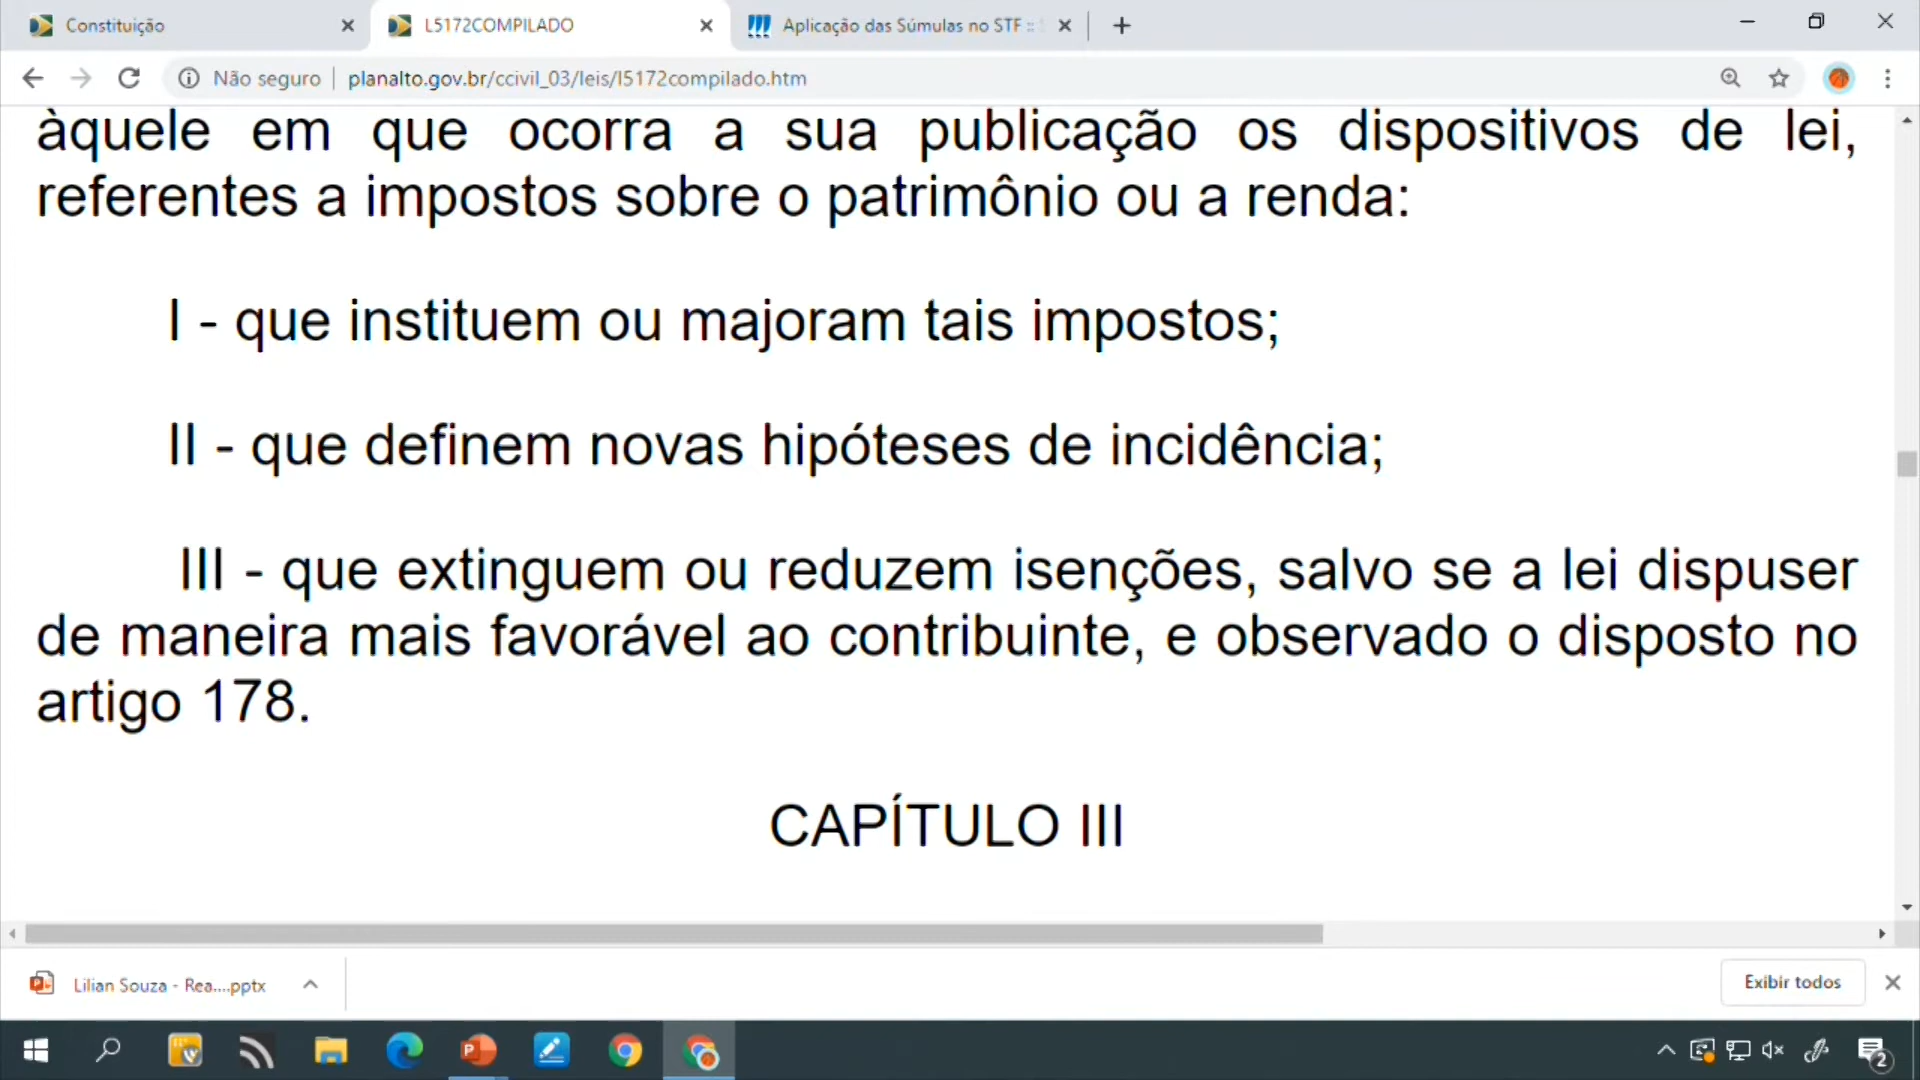 Constituição
L5172COMPILADO
Aplicação das Súmulas no STF ::
Não seguro
planalto.gov.br/ccivil_03/leis/l5172compilado.htm
àquele em que ocorra a sua publicação os dispositivos de lei,
referentes a impostos sobre o patrimônio ou a renda:
I - que instituem ou majoram tais impostos;
II - que definem novas hipóteses de incidência;
III - que extinguem ou reduzem isenções, salvo se a lei dispuser
de maneira mais favorável ao contribuinte, e observado o disposto no
artigo 178.
CAPÍTULO III
Lilian Souza - Rea....pptx
Exibir todos
2